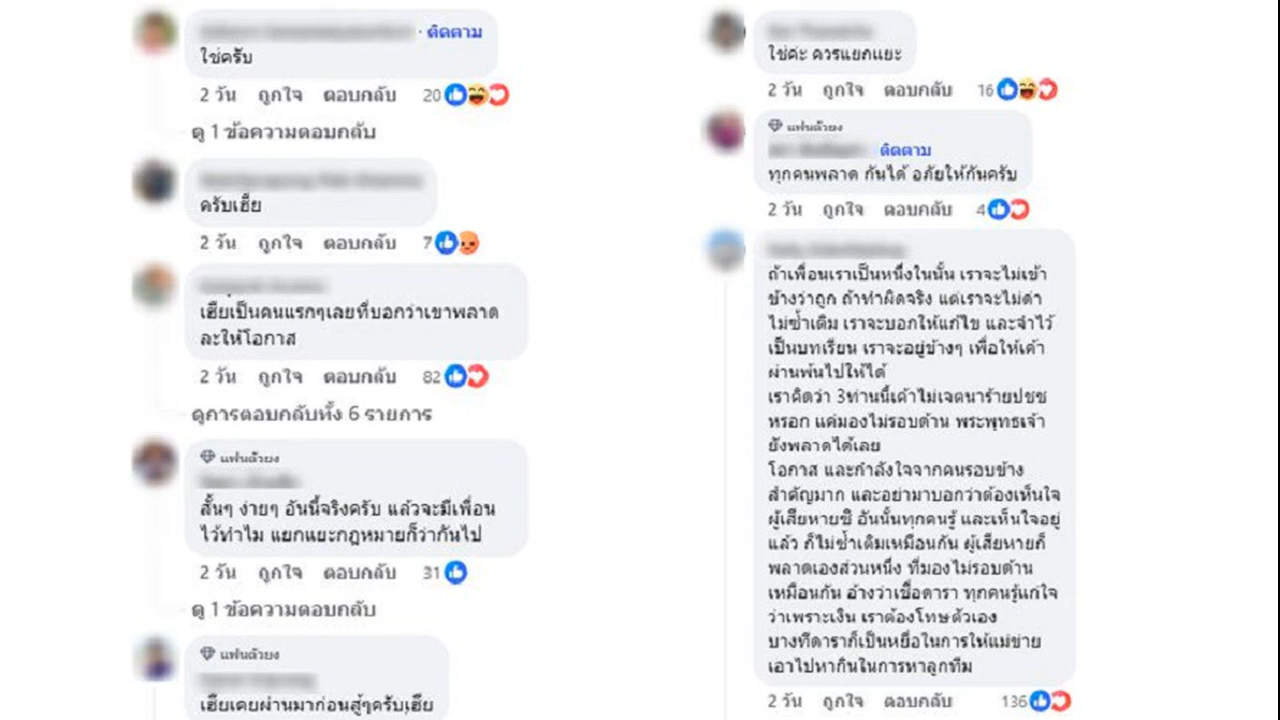 ติดตาม
ใช่ครับ
2 วัน ถูกใจ ตอบกลับ 20
ดู 1 ข้อความตอบกลับ
ครับเฮีย
2 วัน ถูกใจ ตอบกลับ 7
เฮียเป็นคนแรกๆเลยที่บอกว่าเขาพลาด
ละให้โอกาส
2 วัน ถูกใจ ตอบกลับ 82
ดูการตอบกลับทั้ง 6 รายการ
แฟนตัวยง
สั้นๆ ง่ายๆ อันนี้จริงครับ แล้วจะมีเพื่อน
ไว้ทำไม แยกแยะกฎหมายก็ว่ากันไป
2 วัน ถูกใจ ตอบกลับ 31
ดู 1 ข้อความตอบกลับ
แฟนตัวยง
เฮียเคยผ่านมาก่อนสู้ๆครับเฮีย
ใช่ค่ะ ควรแยกแยะ
2 วัน ถูกใจ ตอบกลับ 16
แฟนตัวยง
ติดตาม
ทุกคนพลาด กันได้ อภัยให้กันครับ
2 วัน ถูกใจ ตอบกลับ 4
ถ้าเพื่อนเราเป็นหนึ่งในนั้น เราจะไม่เข้า
ข้างว่าถูก ถ้าทำผิดจริง แต่เราจะไม่ด่า
ไม่ซ้ำเติม เราจะบอกให้แก้ไข และจำไว้
เป็นบทเรียน เราจะอยู่ข้างๆ เพื่อให้เค้า
ผ่านพ้นไปให้ได้
เราคิดว่า 3ท่านนี้เค้าไม่เจตนาร้ายปชช
หรอก แค่มองไม่รอบด้าน พระพุทธเจ้า
ยังพลาดได้เลย
โอกาส และกำลังใจจากคนรอบข้าง
สำคัญมาก และอย่ามาบอกว่าต้องเห็นใจ
ผู้เสียหายซิ อันนั้นทุกคนรู้ และเห็นใจอยู่
แล้ว ก็ไม่ซ้ำเติมเหมือนกัน ผู้เสียหายก็
พลาดเองส่วนหนึ่ง ที่มองไม่รอบด้าน
เหมือนกัน อ้างว่าเชื่อดารา ทุกคนรู้แก่ใจ
ว่าเพราะเงิน เราต้องโทษตัวเอง
บางทีดาราก็เป็นหยื่อในการให้แม่ข่าย
เอาไปหากินในการหาลูกทีม
2 วัน ถูกใจ ตอบกลับ 136